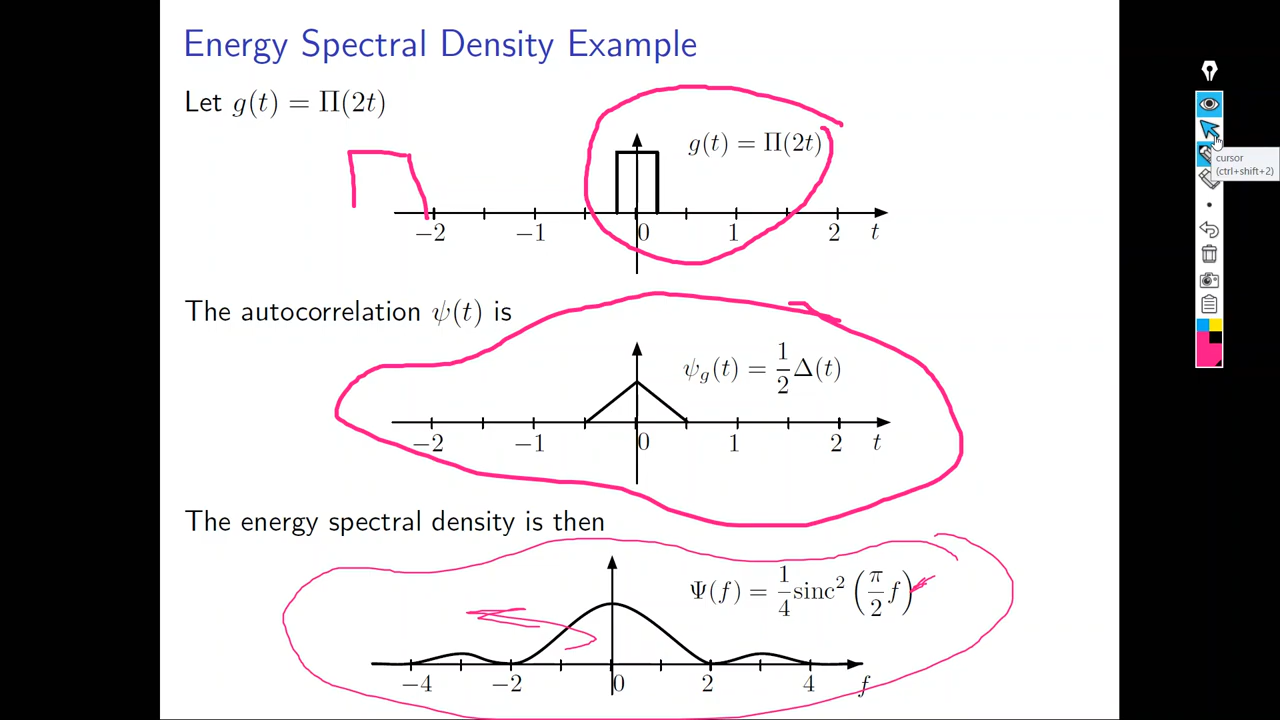 Energy Spectral Density Example
Let g(t) = Π(2t)
g(t) = Π(2t)
−2 −1 0 1 2 t
The autocorrelation ψ(t) is
ψ_g(t) = 1/2 Δ(t)
−2 −1 0 1 2 t
The energy spectral density is then
Ψ(f) = 1/4 sinc² (π/2 f)
−4 −2 0 2 4 f
cursor
(ctrl+shift+2)